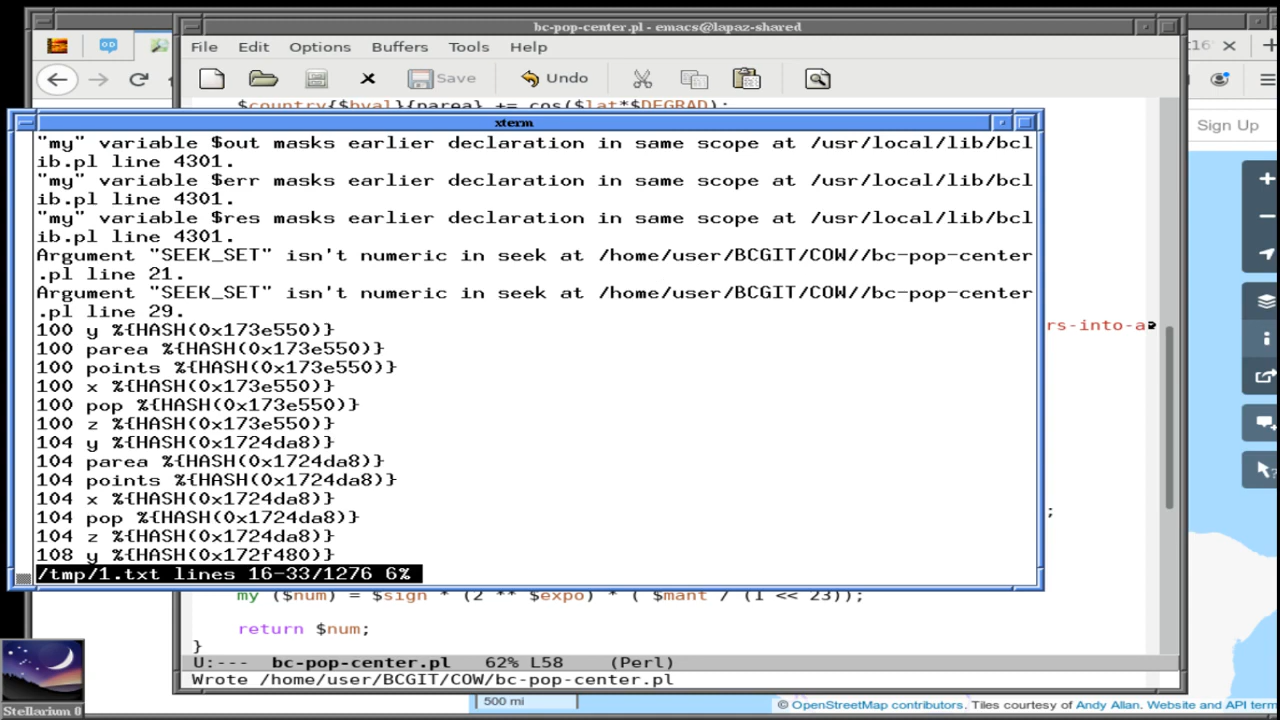 bc-pop-center.pl - emacs@lapaz-shared
File Edit Options Buffers Tools Help
Save Undo
$country{$bval}{parea} += cos($lat*$DEGRAD);
xterm
"my" variable $out masks earlier declaration in same scope at /usr/local/lib/bcl
ib.pl line 4301.
"my" variable $err masks earlier declaration in same scope at /usr/local/lib/bcl
ib.pl line 4301.
"my" variable $res masks earlier declaration in same scope at /usr/local/lib/bcl
ib.pl line 4301.
Argument "SEEK_SET" isn't numeric in seek at /home/user/BCGIT/COW//bc-pop-center
.pl line 21.
Argument "SEEK_SET" isn't numeric in seek at /home/user/BCGIT/COW//bc-pop-center
.pl line 29.
100 y %{HASH(0x173e550)}
100 parea %{HASH(0x173e550)}
100 points %{HASH(0x173e550)}
100 x %{HASH(0x173e550)}
100 pop %{HASH(0x173e550)}
100 z %{HASH(0x173e550)}
104 y %{HASH(0x1724da8)}
104 parea %{HASH(0x1724da8)}
104 points %{HASH(0x1724da8)}
104 x %{HASH(0x1724da8)}
104 pop %{HASH(0x1724da8)}
104 z %{HASH(0x1724da8)}
108 y %{HASH(0x172f480)}
/tmp/1.txt lines 16-33/1276 6%
rs-into-a
;
my ($num) = $sign * (2 ** $expo) * ( $mant / (1 << 23));
return $num;
}
U:--- bc-pop-center.pl 62% L58 (Perl)
Wrote /home/user/BCGIT/COW/bc-pop-center.pl
Sign Up
Stellarium 0
500 mi
© OpenStreetMap contributors. Tiles courtesy of Andy Allan. Website and API term